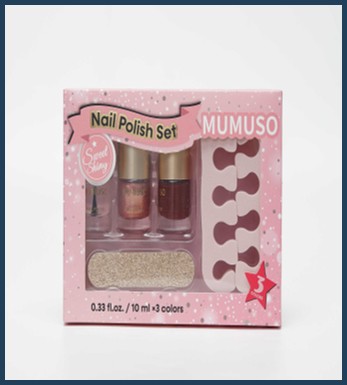 Nail Polish Set
MUMUSO
Sweet
Shiny
3
0.33 fl.oz. / 10 ml *3 colors